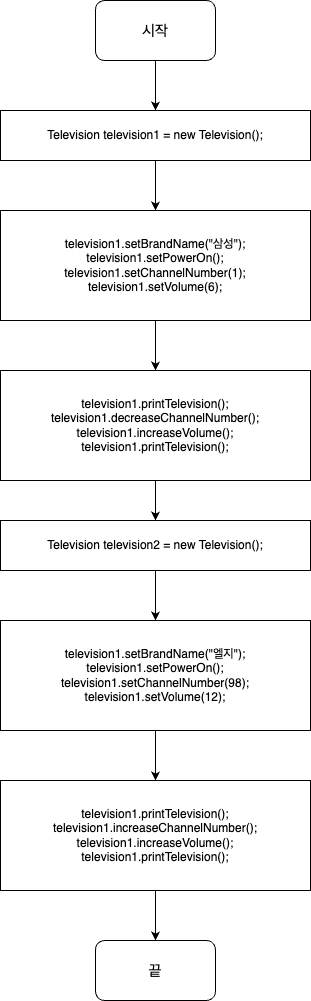 시작
Television television1 = new Television();
television1.setBrandName("삼성");
television1.setPowerOn();
television1.setChannelNumber(1);
television1.setVolume(6);
television1.printTelevision();
television1.decreaseChannelNumber();
television1.increaseVolume();
television1.printTelevision();
Television television2 = new Television();
television1.setBrandName("엘지");
television1.setPowerOn();
television1.setChannelNumber(98);
television1.setVolume(12);
television1.printTelevision();
television1.increaseChannelNumber();
television1.increaseVolume();
television1.printTelevision();
끝